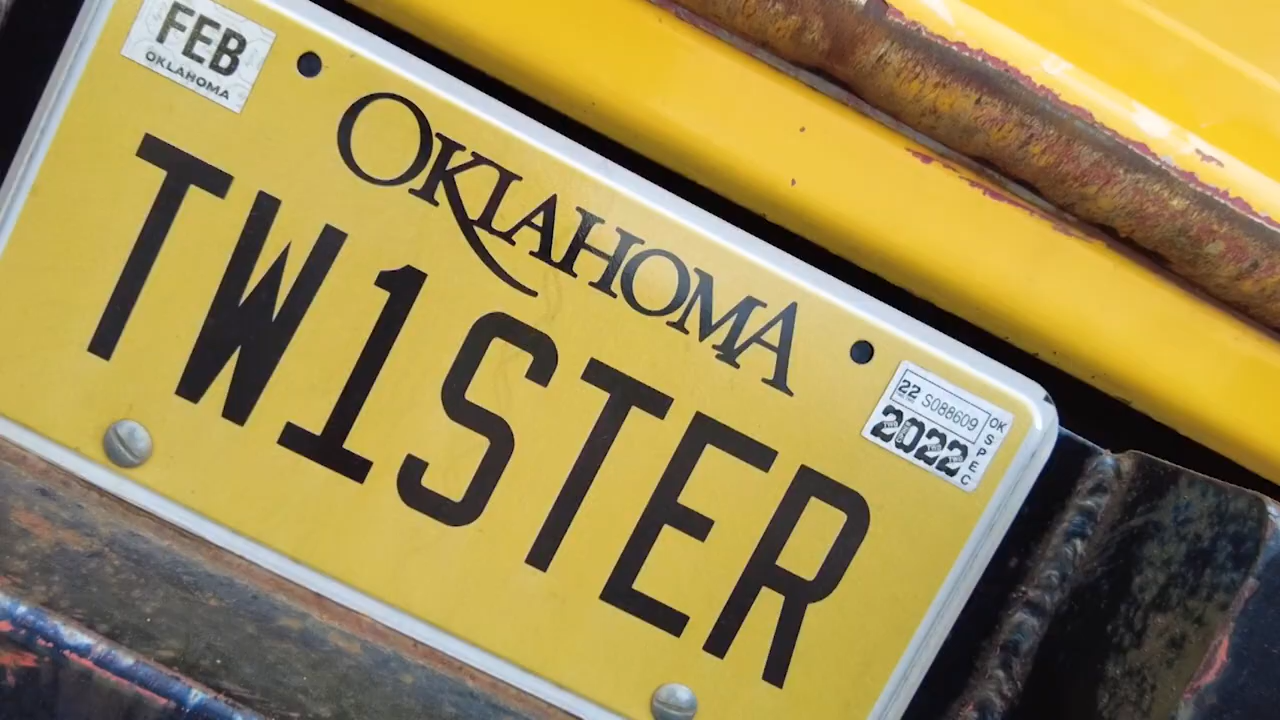 FEB
OKLAHOMA
OKLAHOMA
TW1STER
22 S088609
2022
OK SPEC